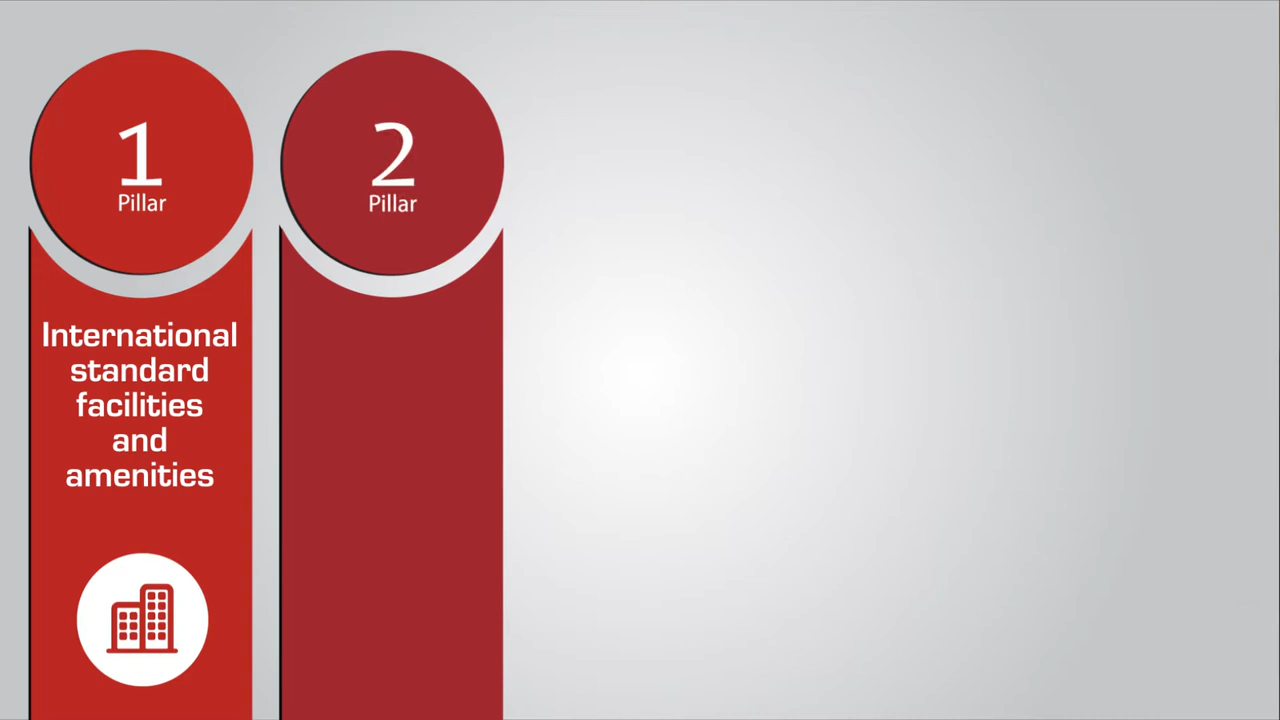 1
Pillar
International
standard
facilities
and
amenities
2
Pillar